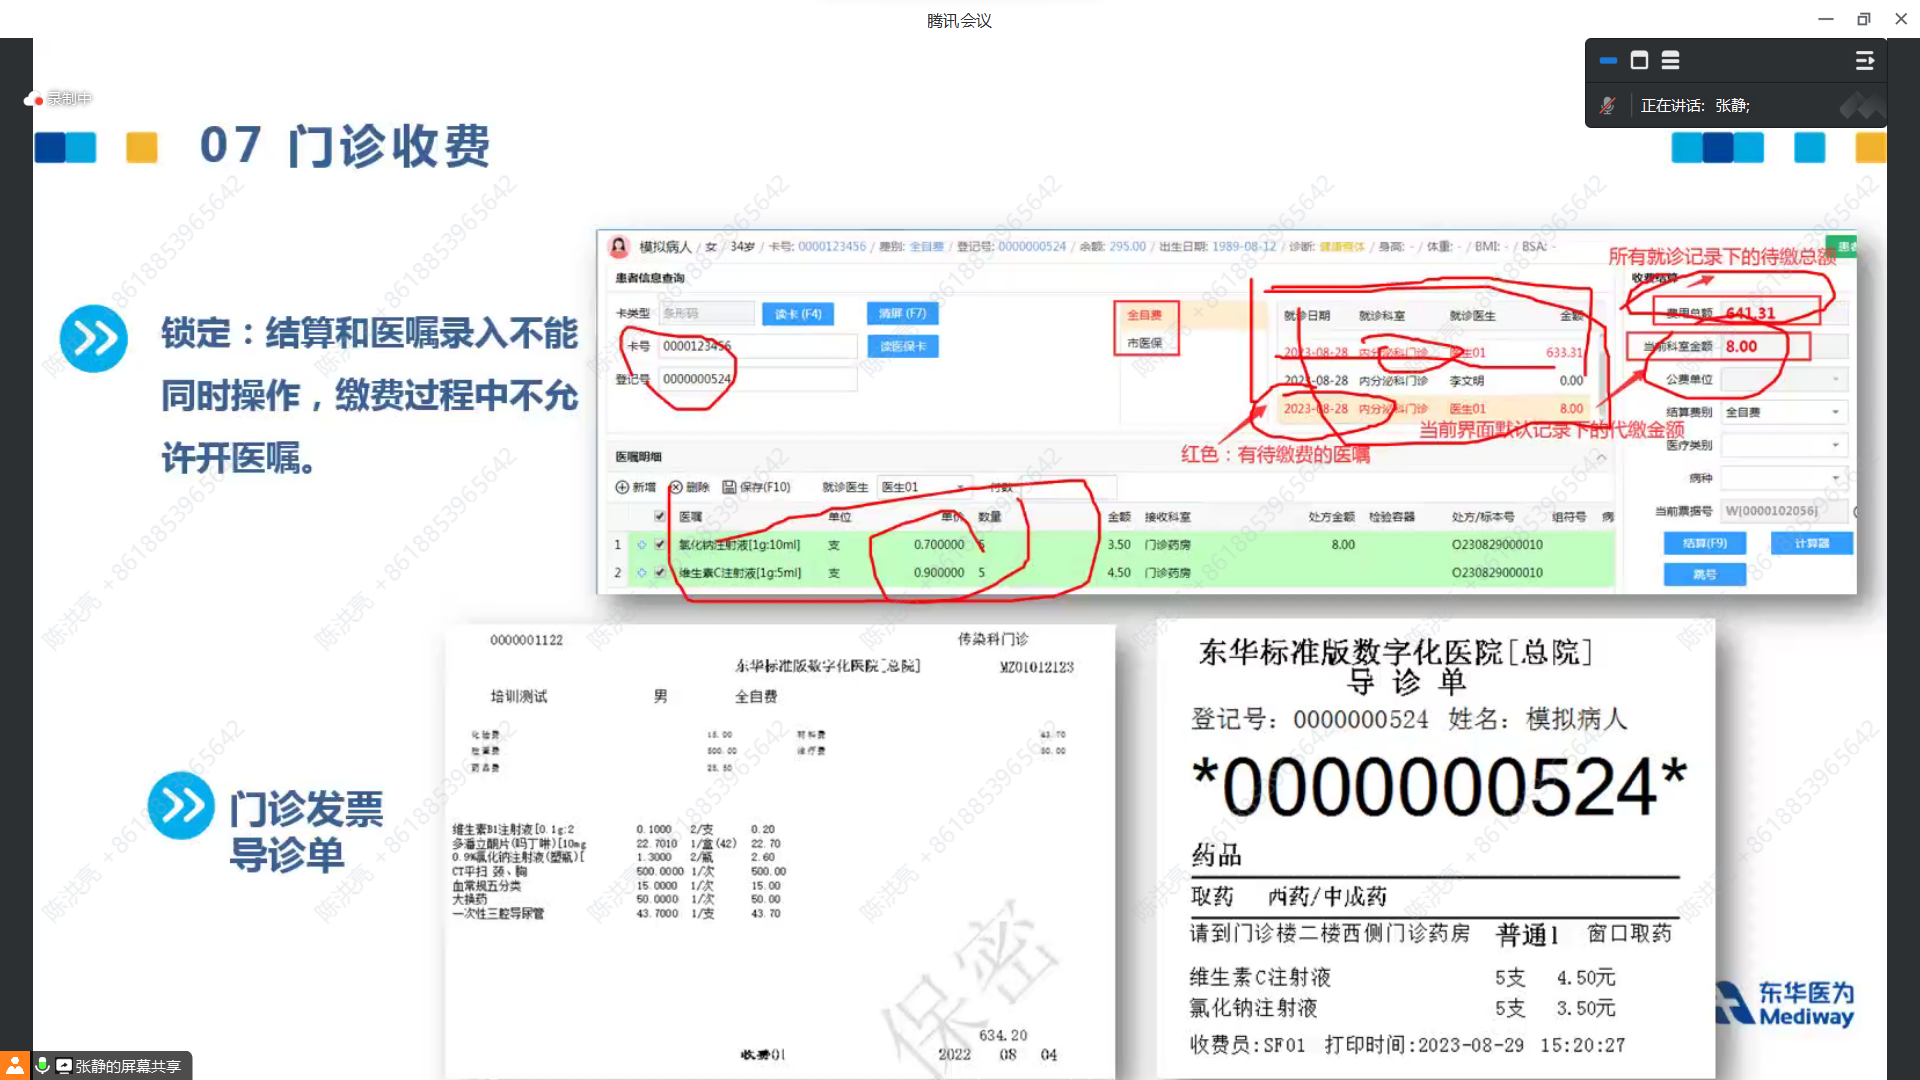 腾讯会议
录制中
正在讲话: 张静;
07 门诊收费
锁定：结算和医嘱录入不能
同时操作，缴费过程中不允
许开医嘱。
模拟病人 / 女 / 34岁 / 卡号: 0000123456 / 费别: 全自费 / 登记号: 0000000524 / 余额: 295.00 / 出生日期: 1989-08-12 / 诊断: 健康查体 / 身高: - / 体重: - / BMI: - / BSA: -
所有就诊记录下的待缴总额
患者信息查询
收费结算
卡类型 条形码 读卡 (F4) 清屏 (F7)
卡号 0000123456 读医保卡
登记号 0000000524
全自费
市医保
就诊日期 就诊科室 就诊医生 金额
2023-08-28 内分泌科门诊 医生01 633.31
2023-08-28 内分泌科门诊 李文明 0.00
2023-08-28 内分泌科门诊 医生01 8.00
费用总额 641.31
当前科室金额 8.00
公费单位
结算费别 全自费
医疗类别
病种
当前票据号 W[0000102056]
结算(F9) 计算器
跳号
当前界面默认记录下的代缴金额
红色：有待缴费的医嘱
医嘱明细
新增 删除 保存(F10) 就诊医生 医生01 付数
医嘱 单位 单价 数量 金额 接收科室 处方金额 检验容器 处方/标本号 组符号 病
1 氯化钠注射液[1g:10ml] 支 0.700000 5 3.50 门诊药房 8.00 O230829000010
2 维生素C注射液[1g:5ml] 支 0.900000 5 4.50 门诊药房 O230829000010
门诊发票
导诊单
0000001122 传染科门诊
东华标准版数字化医院[总院] MZ01012123
培训测试 男 全自费
化验费 15.00 材料费 43.70
检查费 500.00 治疗费 50.00
药品费 25.50
维生素B1注射液[0.1g:2 0.1000 2/支 0.20
多潘立酮片(吗丁啉)[10mg 22.7010 1/盒(42) 22.70
0.9%氯化钠注射液(塑瓶)[ 1.3000 2/瓶 2.60
CT平扫 颈、胸 500.0000 1/次 500.00
血常规五分类 15.0000 1/次 15.00
大换药 50.0000 1/次 50.00
一次性三腔导尿管 43.7000 1/支 43.70
保密
634.20
收费01 2022 08 04
东华标准版数字化医院[总院]
导 诊 单
登记号: 0000000524 姓名: 模拟病人
*0000000524*
药品
取药 西药/中成药
请到门诊楼二楼西侧门诊药房 普通1 窗口取药
维生素C注射液 5支 4.50元
氯化钠注射液 5支 3.50元
收费员:SF01 打印时间:2023-08-29 15:20:27
东华医为
Mediway
张静的屏幕共享
陈洪亮 +8618853965642